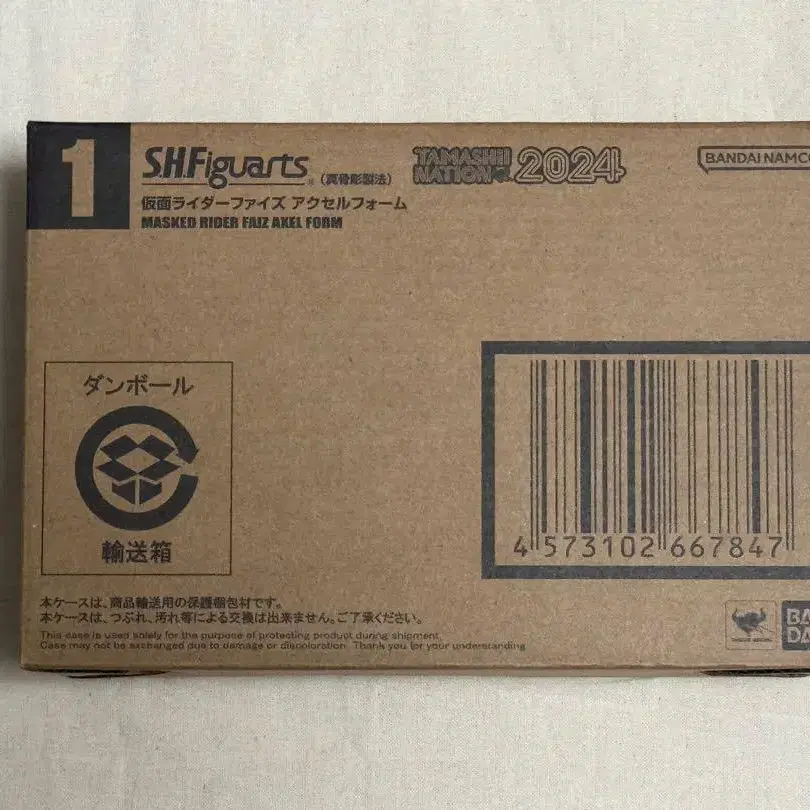 1
S.H.Figuarts
(真骨彫製法)
TAMASHII
NATION 2024
BANDAI NAMCO
仮面ライダーファイズ アクセルフォーム
MASKED RIDER FAIZ AXEL FORM
ダンボール
輸送箱
4 573102 667847
本ケースは、商品輸送用の保護梱包材です。
本ケースは、つぶれ、汚れ等による交換は出来ません。ご了承ください。
This case is used solely for the purpose of protecting product during shipment.
Case may not be exchanged due to damage or discoloration. Thank you for your understanding
BA
DA